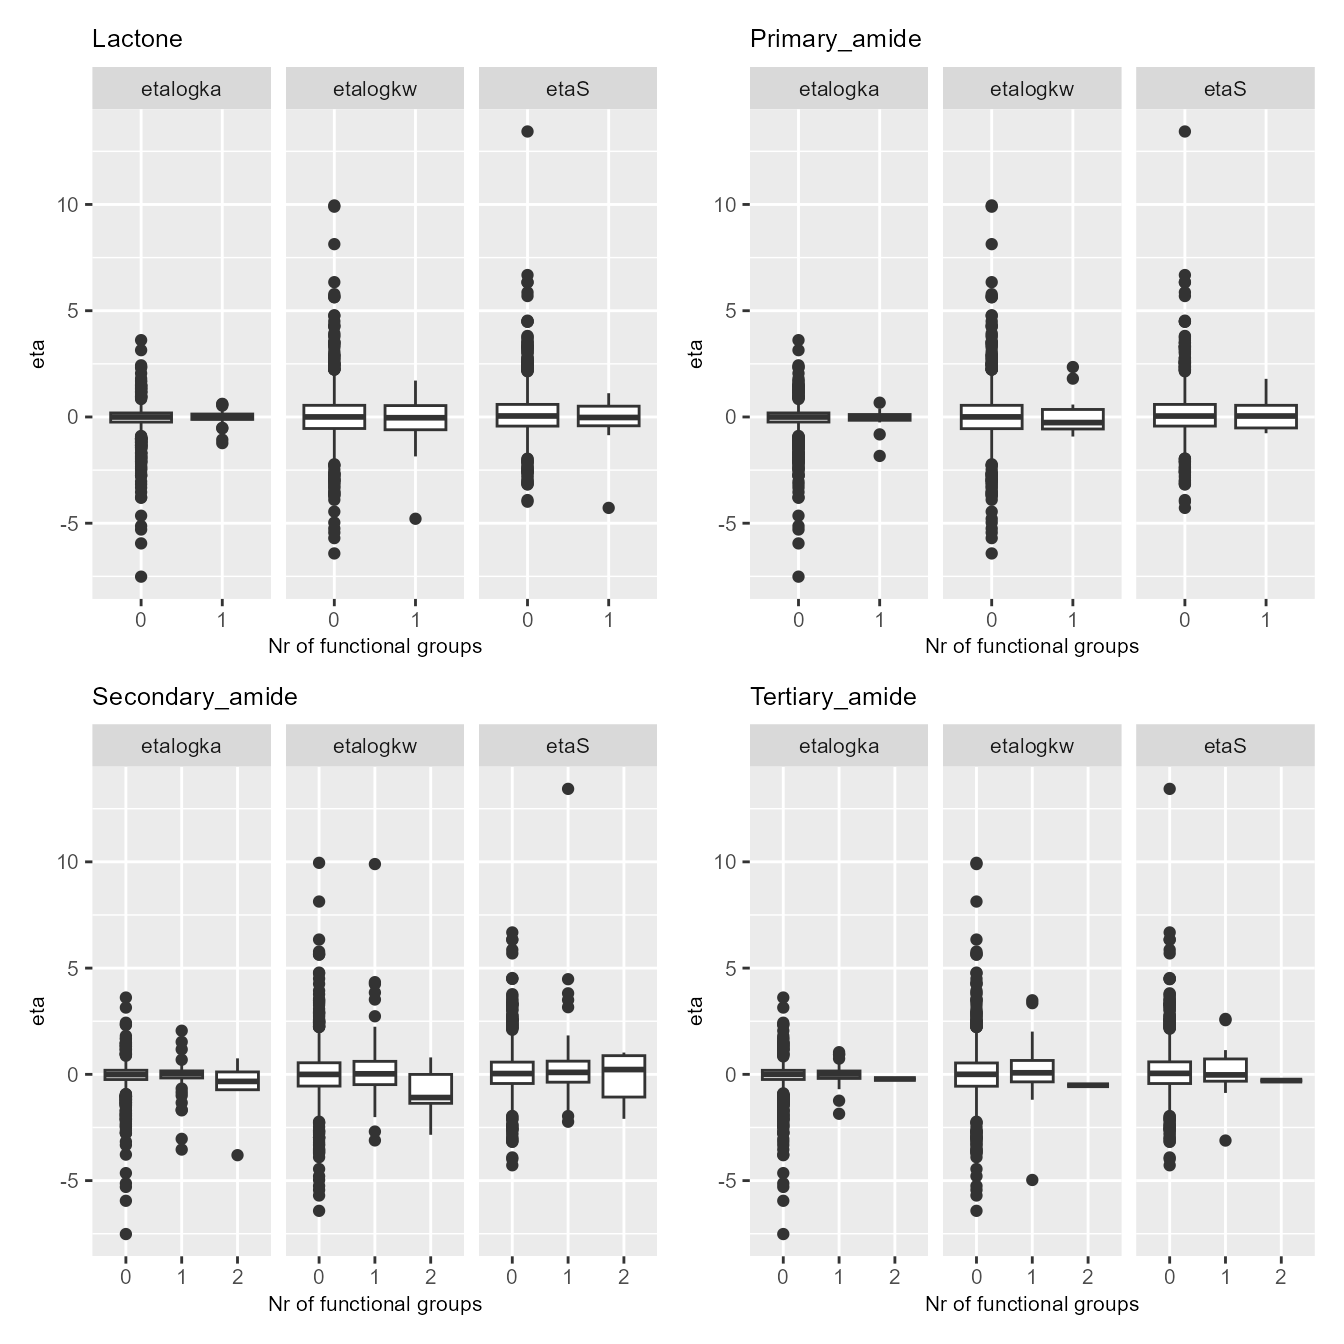 Lactone
etalogka etalogkw etaS
10
5
0
-5
eta
0 1 0 1 0 1
Nr of functional groups
Primary_amide
etalogka etalogkw etaS
10
5
0
-5
eta
0 1 0 1 0 1
Nr of functional groups
Secondary_amide
etalogka etalogkw etaS
10
5
0
-5
eta
0 1 2 0 1 2 0 1 2
Nr of functional groups
Tertiary_amide
etalogka etalogkw etaS
10
5
0
-5
eta
0 1 2 0 1 2 0 1 2
Nr of functional groups